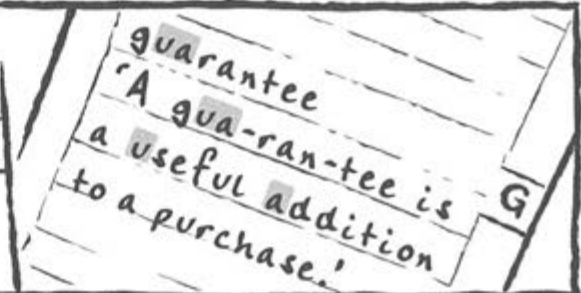 guarantee
'A gua-ran-tee is
a useful addition
to a purchase.'
G